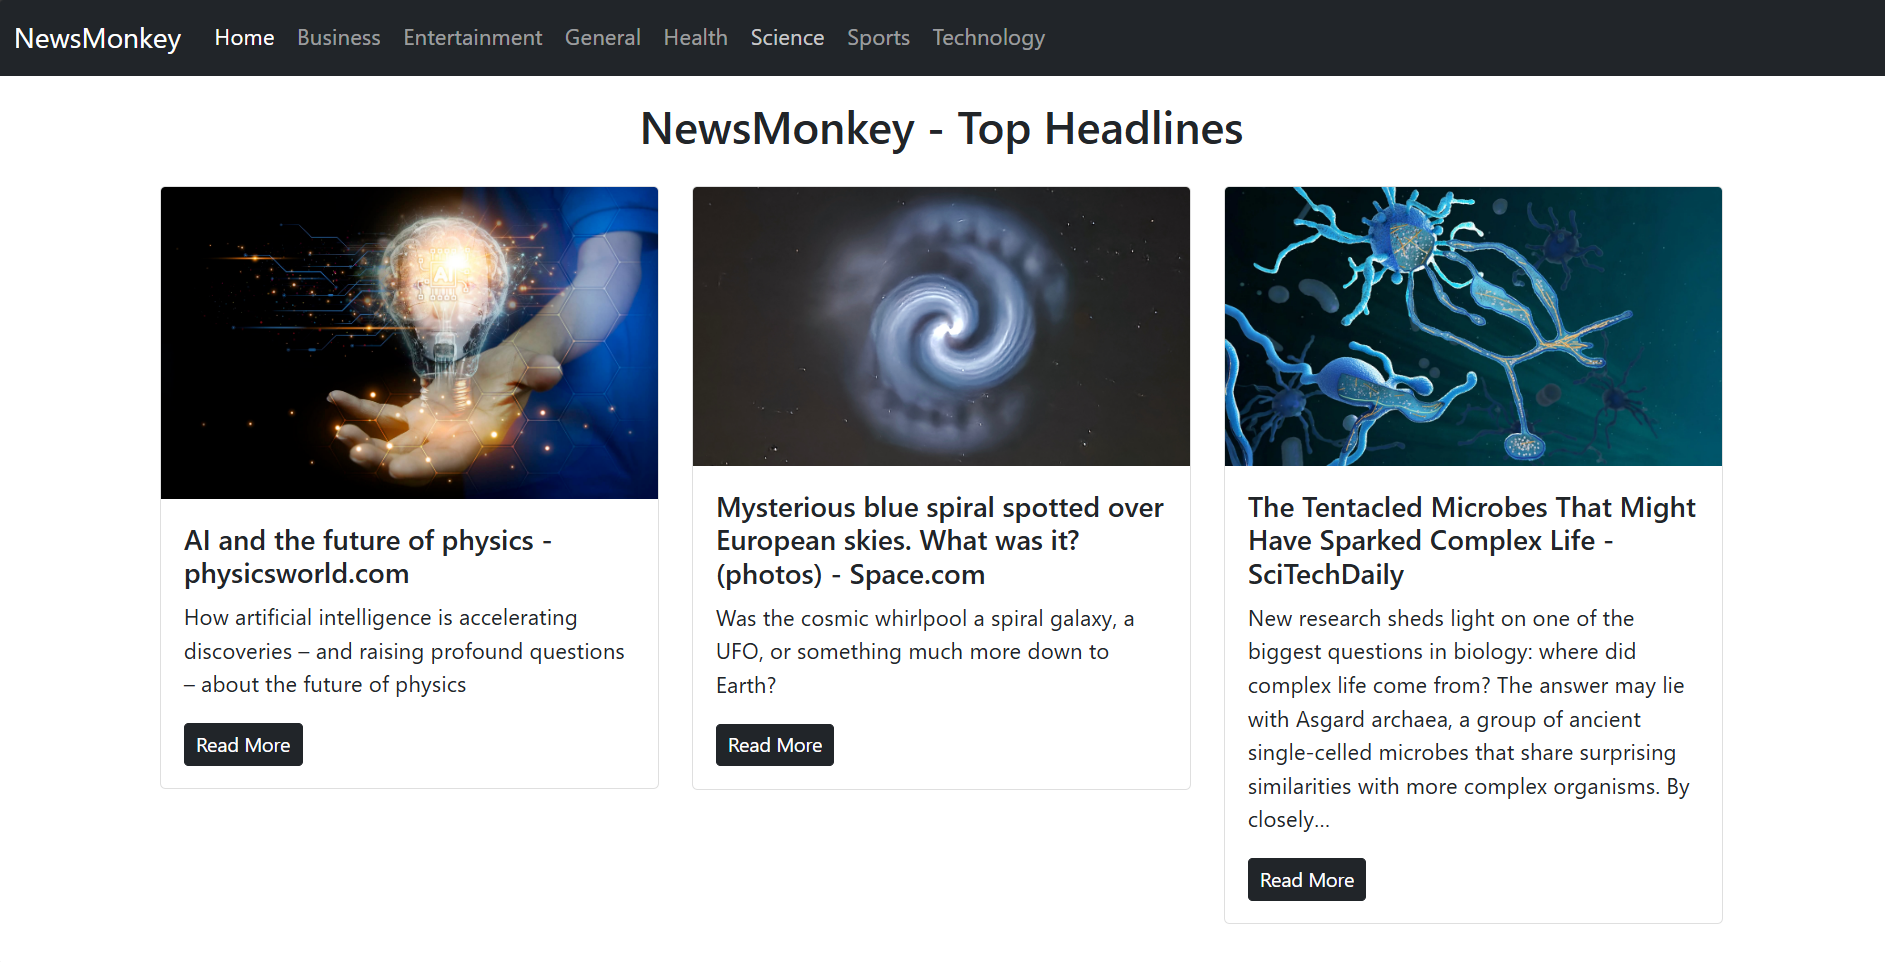 NewsMonkey Home Business Entertainment General Health Science Sports Technology
NewsMonkey - Top Headlines
AI
AI and the future of physics -
physicsworld.com
How artificial intelligence is accelerating
discoveries – and raising profound questions
– about the future of physics
Read More
Mysterious blue spiral spotted over
European skies. What was it?
(photos) - Space.com
Was the cosmic whirlpool a spiral galaxy, a
UFO, or something much more down to
Earth?
Read More
The Tentacled Microbes That Might
Have Sparked Complex Life -
SciTechDaily
New research sheds light on one of the
biggest questions in biology: where did
complex life come from? The answer may lie
with Asgard archaea, a group of ancient
single-celled microbes that share surprising
similarities with more complex organisms. By
closely...
Read More